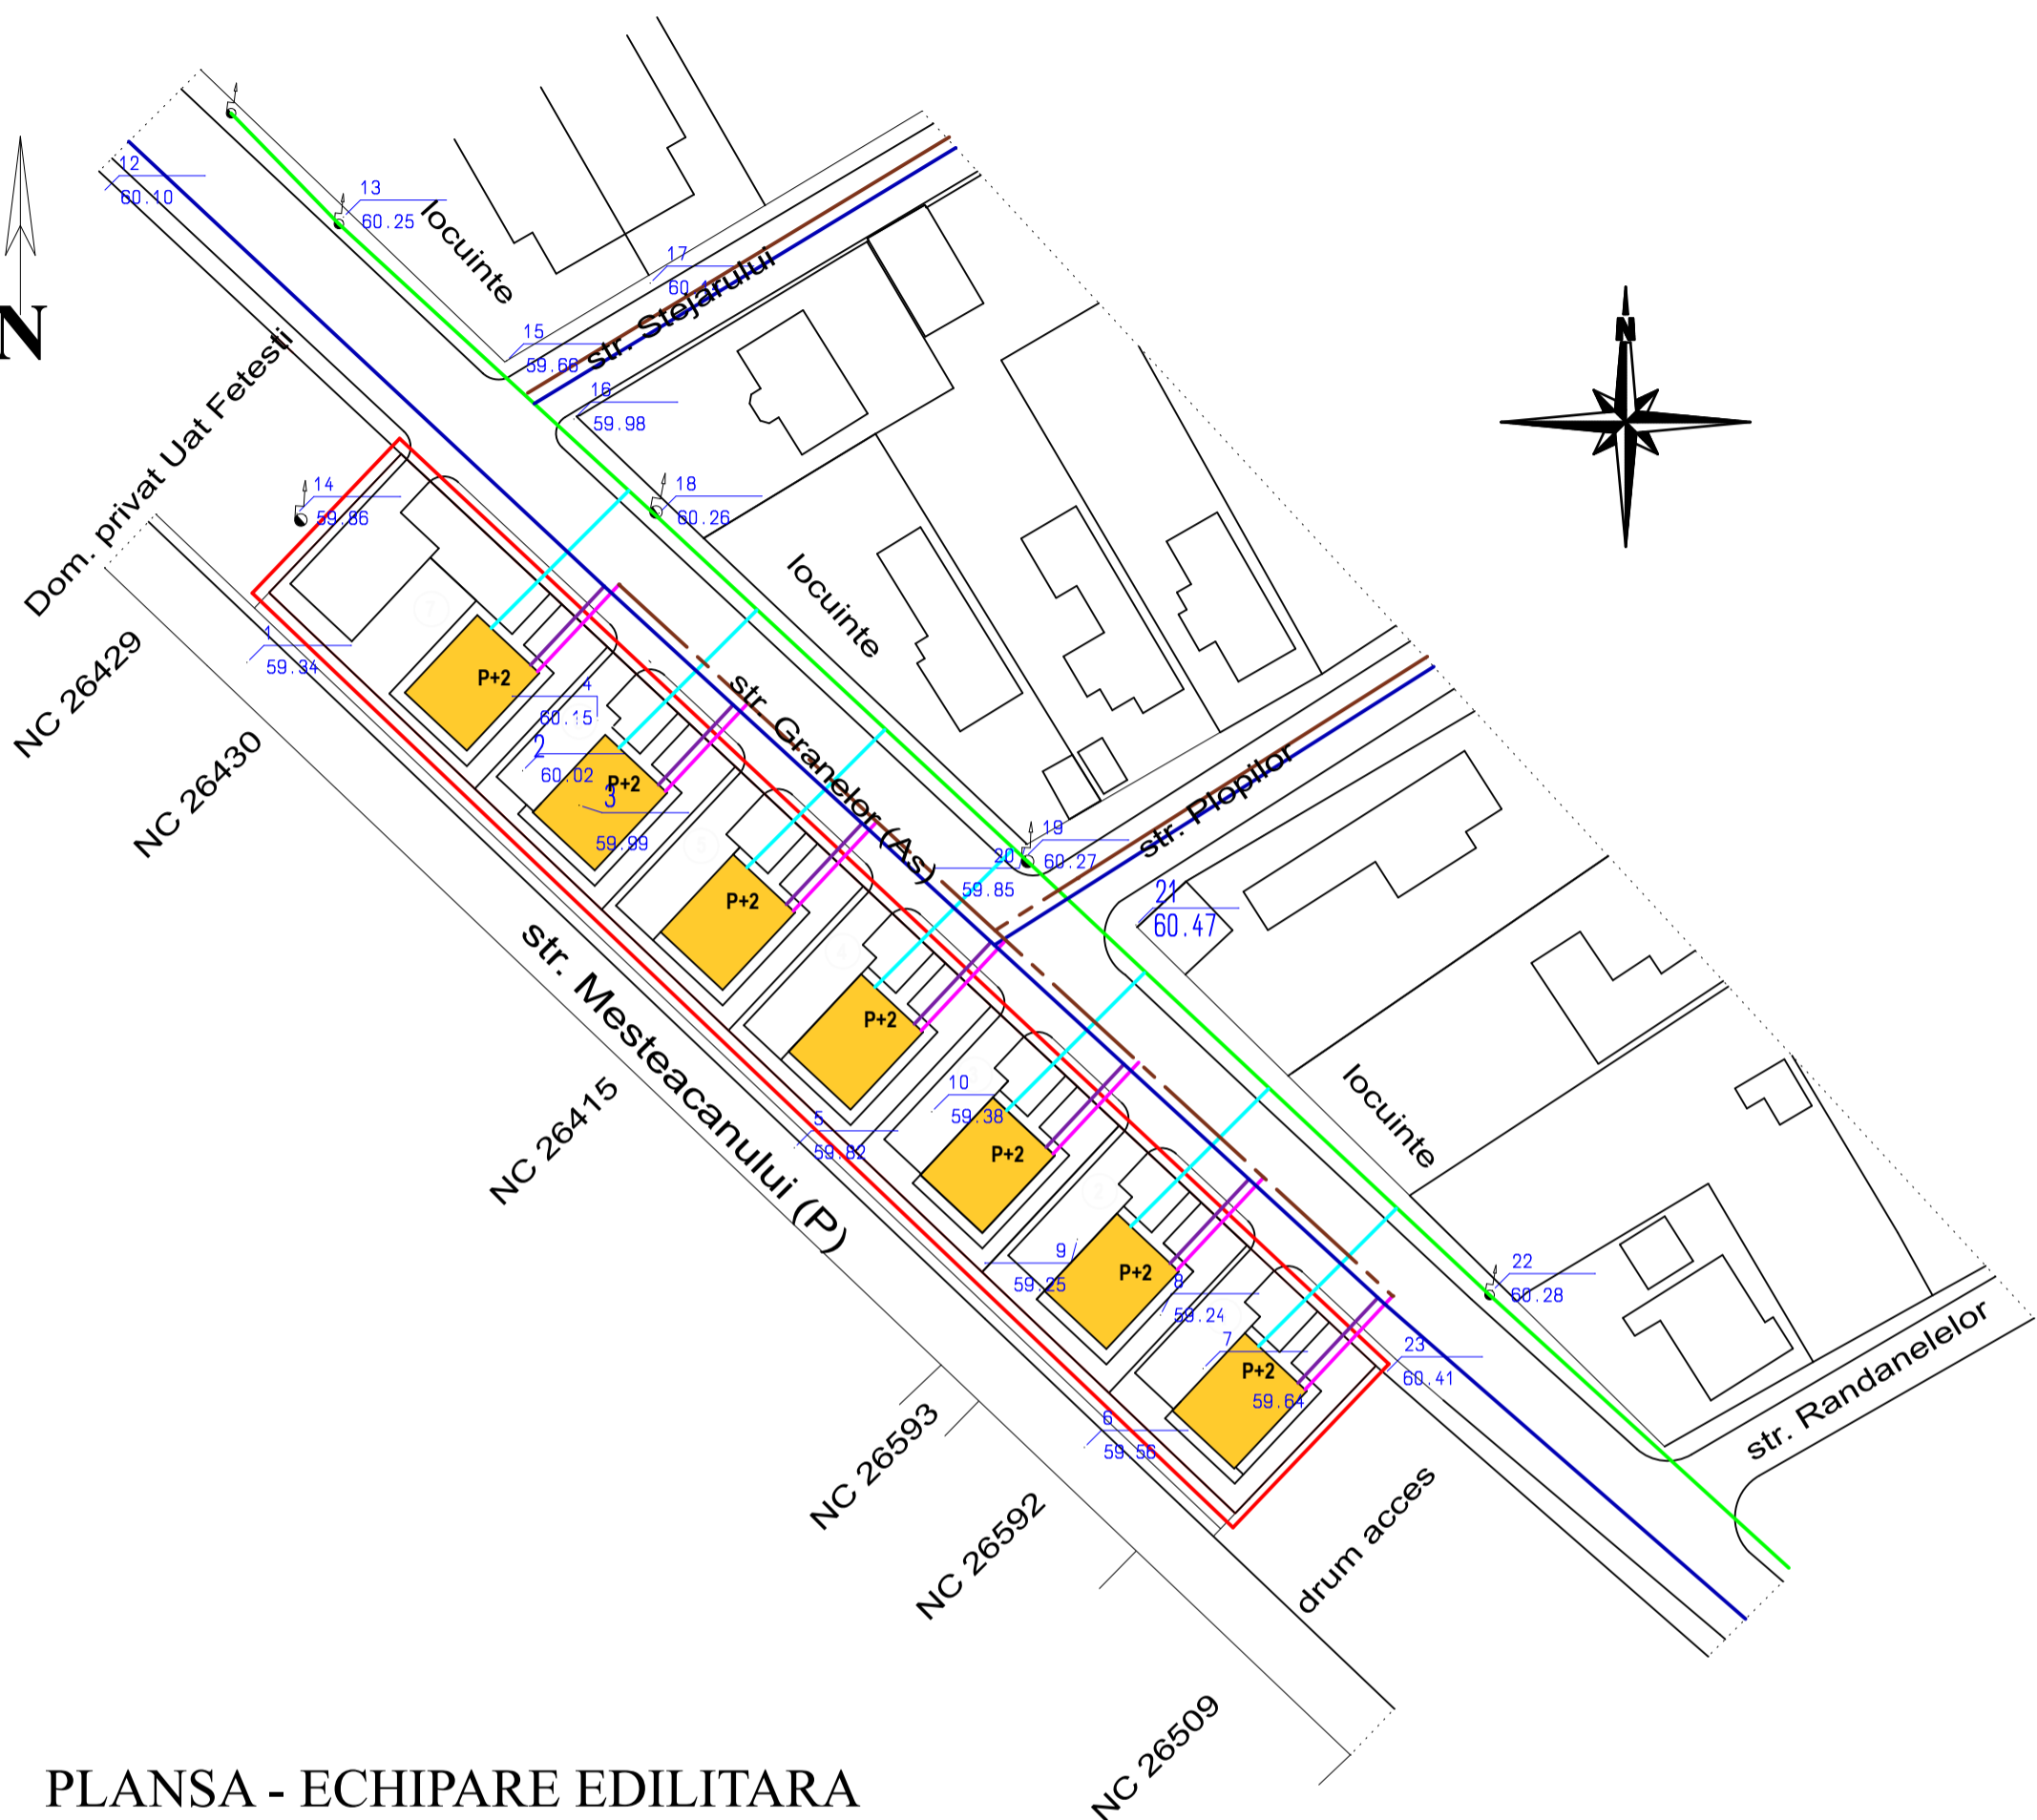 12
60.10
13
60.25
locuinte
17
str. Stejarului
15
59.66
16
59.98
N
N
Dom. privat Uat Fetesti
14
59.86
18
60.26
locuinte
7
1
59.34
NC 26429
NC 26430
P+2
4
60.15
2
60.02
P+2
3
59.99
str. Granelor (As)
5
P+2
19
60.27
20
59.85
str. Plopilor
21
60.47
4
P+2
str. Mesteacanului (P)
NC 26415
10
59.38
5
59.82
P+2
locuinte
2
9
59.25
P+2
8
59.24
7
59.64
P+2
22
60.28
23
60.41
str. Randanelelor
6
59.56
NC 26593
NC 26592
drum acces
NC 26509
PLANSA - ECHIPARE EDILITARA